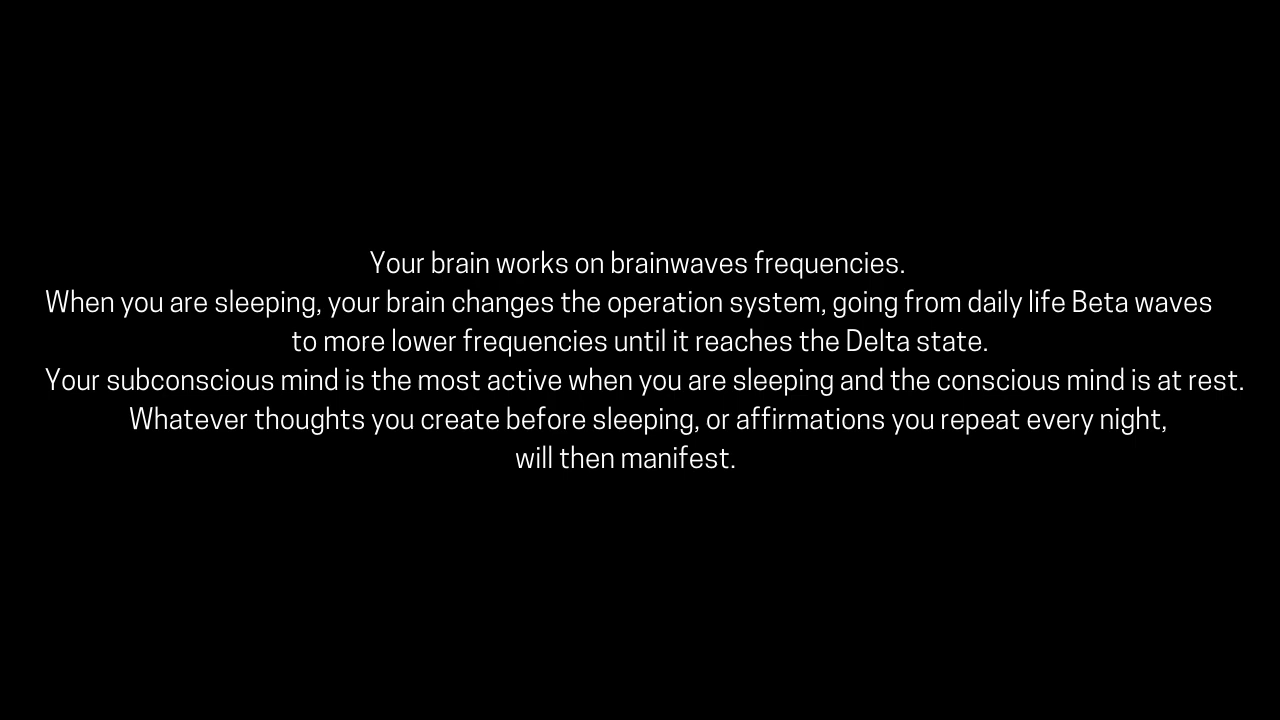 Your brain works on brainwaves frequencies.
When you are sleeping, your brain changes the operation system, going from daily life Beta waves
to more lower frequencies until it reaches the Delta state.
Your subconscious mind is the most active when you are sleeping and the conscious mind is at rest.
Whatever thoughts you create before sleeping, or affirmations you repeat every night,
will then manifest.